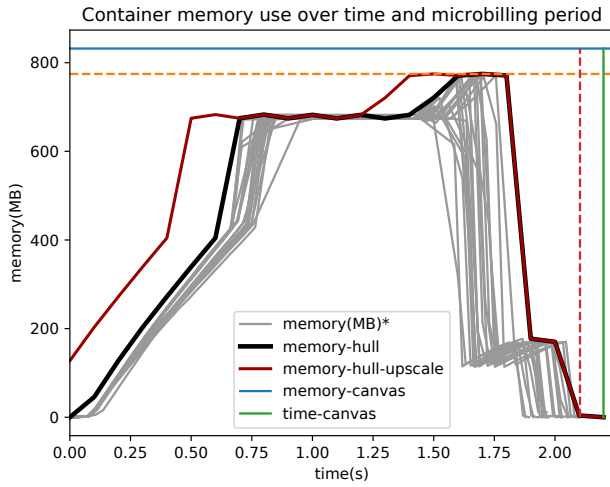 Container memory use over time and microbilling period
memory(MB)
800
600
400
200
0
memory(MB)*
memory-hull
memory-hull-upscale
memory-canvas
time-canvas
0.00 0.25 0.50 0.75 1.00 1.25 1.50 1.75 2.00
time(s)